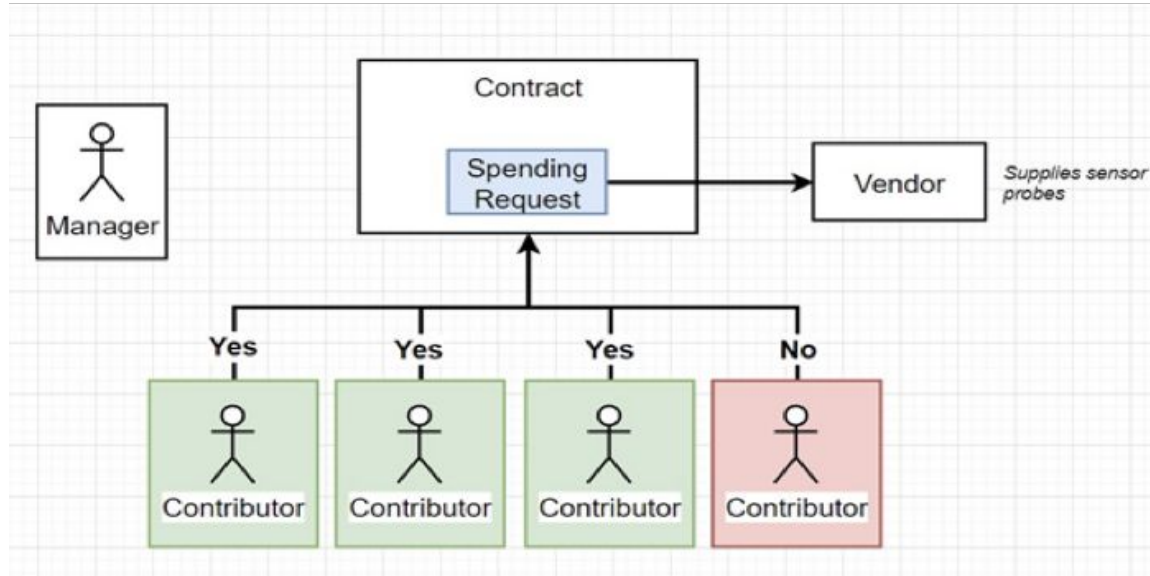 Contract
Spending
Request
Vendor
Supplies sensor
probes
Manager
Yes
Yes
Yes
No
Contributor
Contributor
Contributor
Contributor